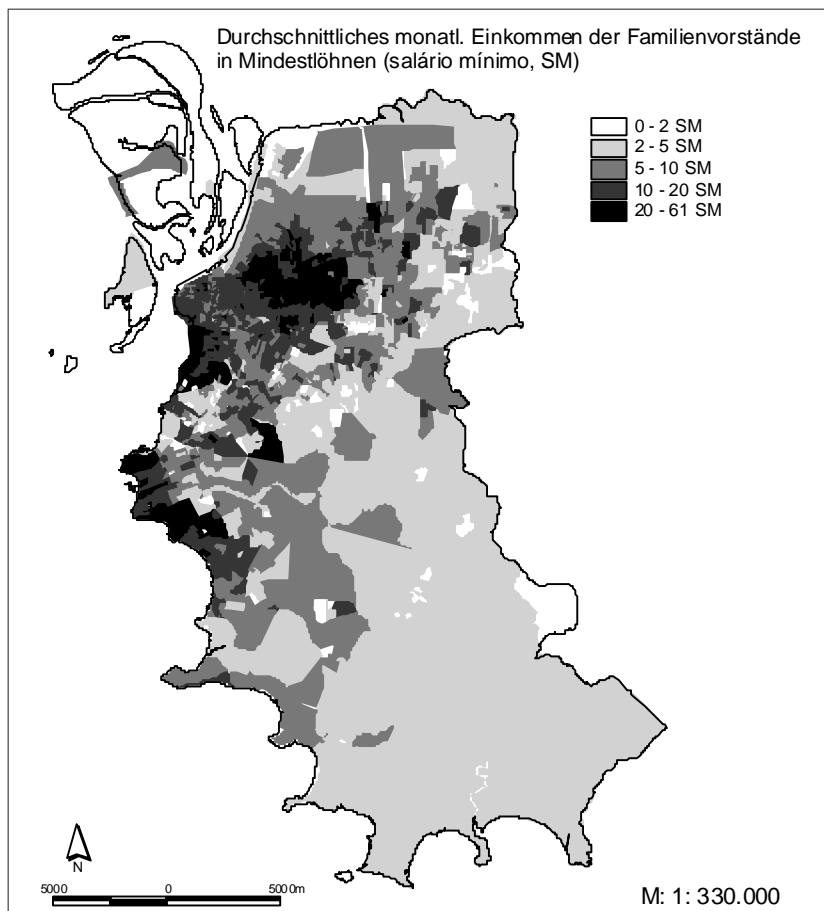 Durchschnittliches monatl. Einkommen der Familienvorstände
in Mindestlöhnen (salário mínimo, SM)
0 - 2 SM
2 - 5 SM
5 - 10 SM
10 - 20 SM
20 - 61 SM
N
5000 0 5000m
M: 1: 330.000